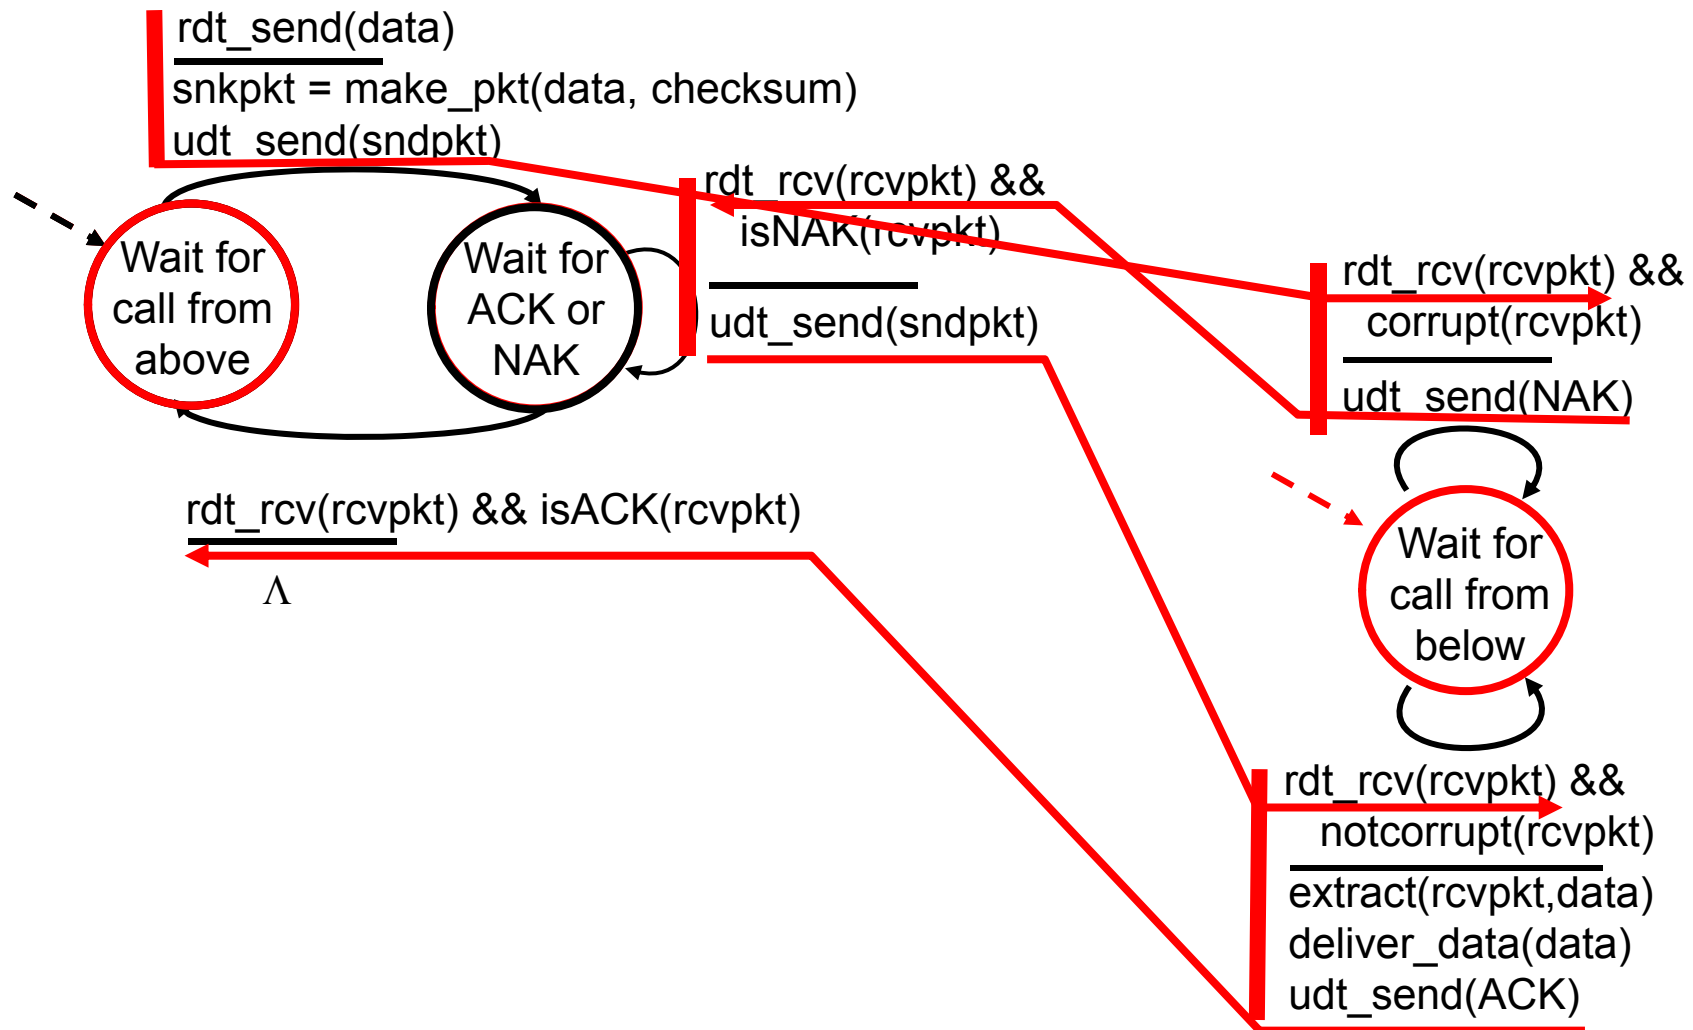 rdt_send(data)
snkpkt = make_pkt(data, checksum)
udt_send(sndpkt)
rdt_rcv(rcvpkt) &&
isNAK(rcvpkt)
udt_send(sndpkt)
Wait for
call from
above
Wait for
ACK or
NAK
rdt_rcv(rcvpkt) && isACK(rcvpkt)
Λ
rdt_rcv(rcvpkt) &&
corrupt(rcvpkt)
udt_send(NAK)
Wait for
call from
below
rdt_rcv(rcvpkt) &&
notcorrupt(rcvpkt)
extract(rcvpkt,data)
deliver_data(data)
udt_send(ACK)